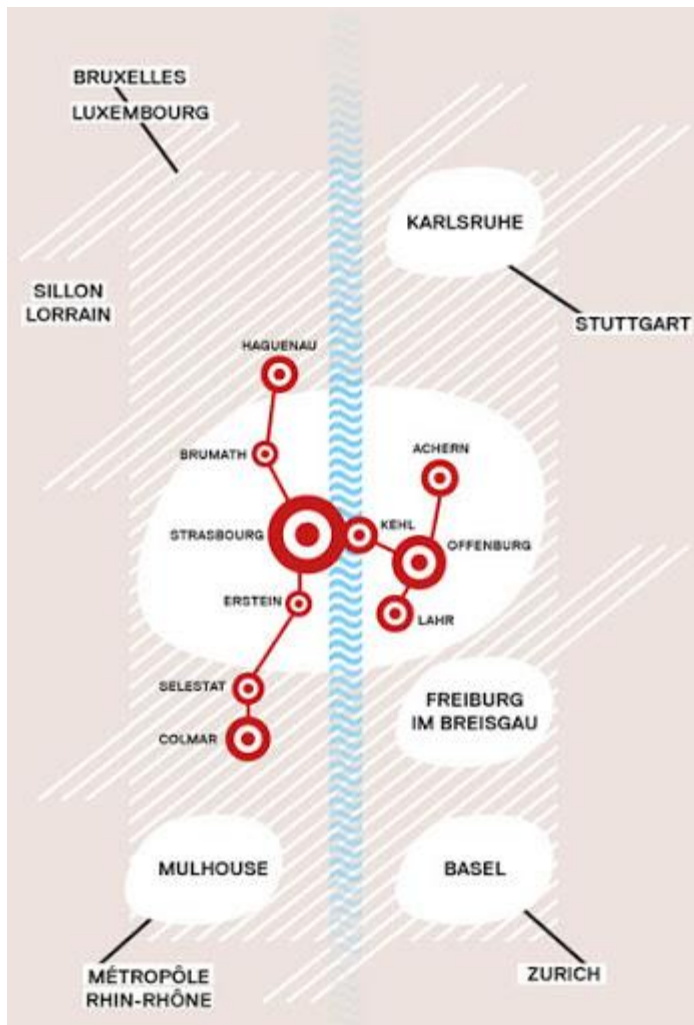 BRUXELLES
LUXEMBOURG
KARLSRUHE
SILLON
LORRAIN
STUTTGART
HAGUENAU
BRUMATH
ACHERN
STRASBOURG
KEHL
OFFENBURG
ERSTEIN
LAHR
SELESTAT
FREIBURG
IM BREISGAU
COLMAR
MULHOUSE
BASEL
MÉTROPÔLE
RHIN-RHÔNE
ZURICH